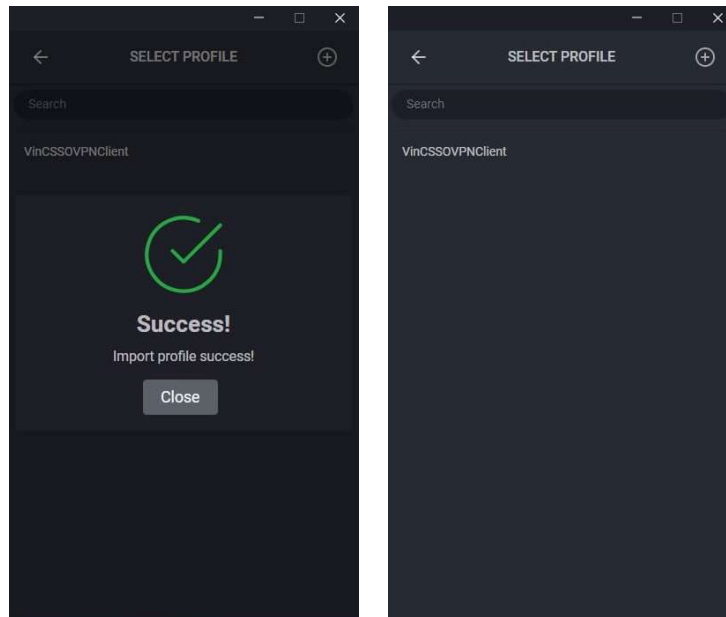 SELECT PROFILE
Search
VinCSSOVPNClient
Success!
Import profile success!
Close
SELECT PROFILE
Search
VinCSSOVPNClient